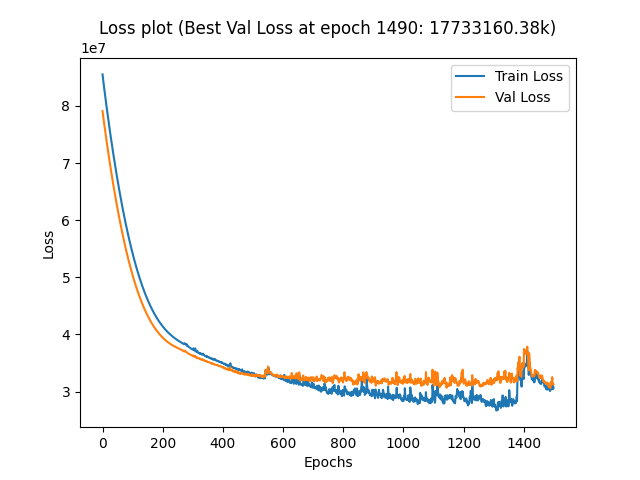 Loss plot (Best Val Loss at epoch 1490: 17733160.38k)
1e7
Train Loss
Val Loss
8
7
6
5
4
3
Loss
0 200 400 600 800 1000 1200 1400
Epochs